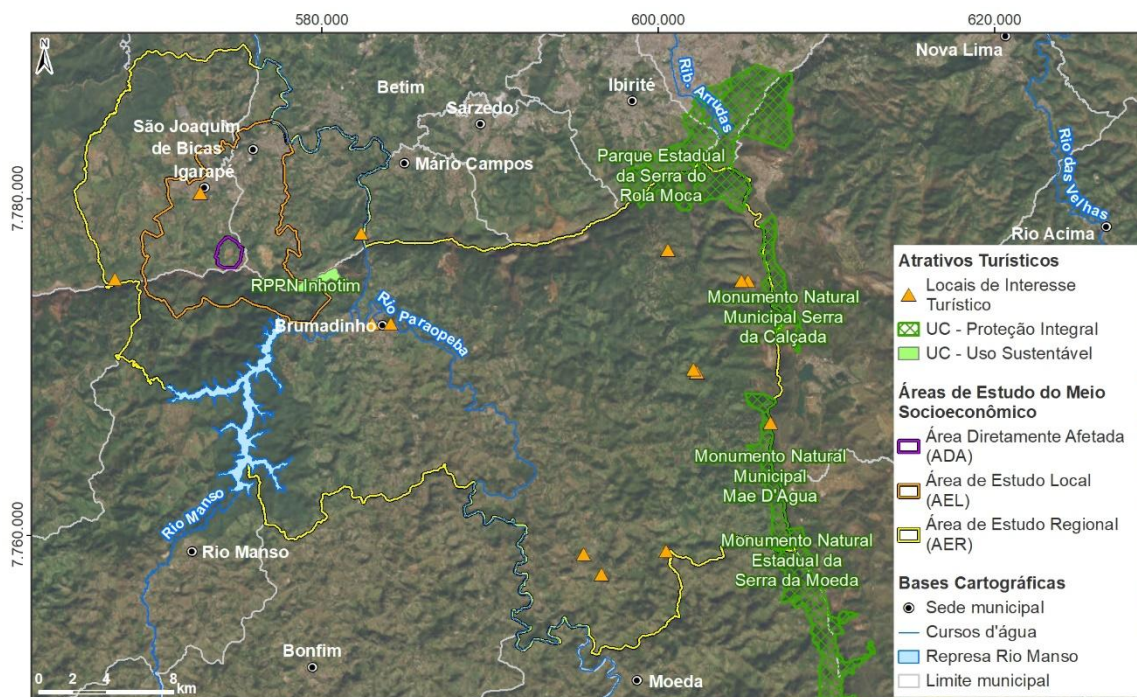 580.000
600.000
620.000
N
Nova Lima
Betim
Ibirité
Rib. Arrudas
Sarzedo
São Joaquim
de Bicas
Igarapé
Mário Campos
Parque Estadual
da Serra do
Rola Moca
Rio das Velhas
Rio Acima
7.780.000
RPPN Inhotim
Rio Paraopeba
Brumadinho
Monumento Natural
Municipal Serra
da Calçada
Monumento Natural
Municipal
Mae D'Agua
Rio Manso
Rio Manso
7.760.000
Monumento Natural
Estadual da
Serra da Moeda
Bonfim
Moeda
0 2 4 8
km
Atrativos Turísticos
Locais de Interesse
Turístico
UC - Proteção Integral
UC - Uso Sustentável
Áreas de Estudo do Meio
Socioeconômico
Área Diretamente Afetada
(ADA)
Área de Estudo Local
(AEL)
Área de Estudo Regional
(AER)
Bases Cartográficas
Sede municipal
Cursos d'água
Represa Rio Manso
Limite municipal